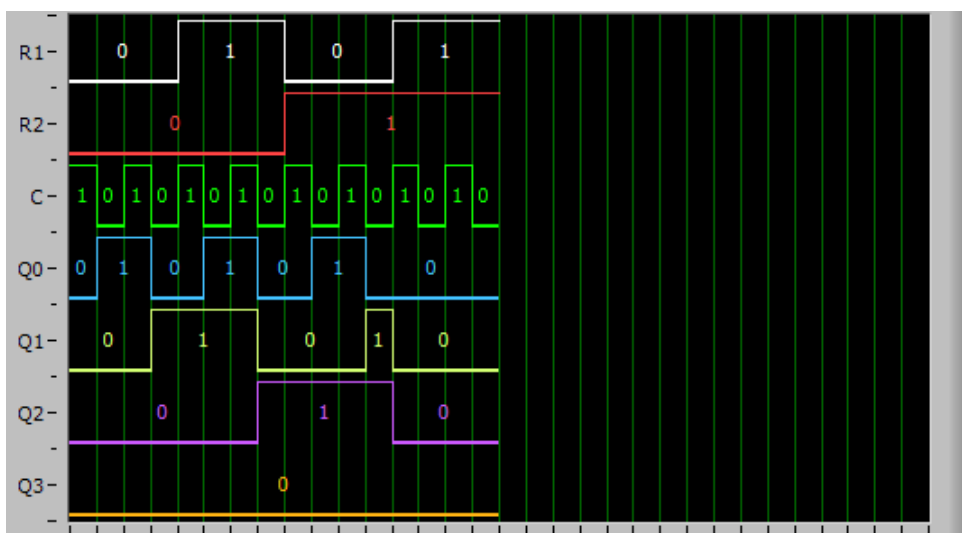 R1- 0 1 0 1
R2- 0 1
C- 1 0 1 0 1 0 1 0 1 0 1 0 1 0 1 0
Q0- 0 1 0 1 0 1 0
Q1- 0 1 0 1 0
Q2- 0 1 0
Q3- 0